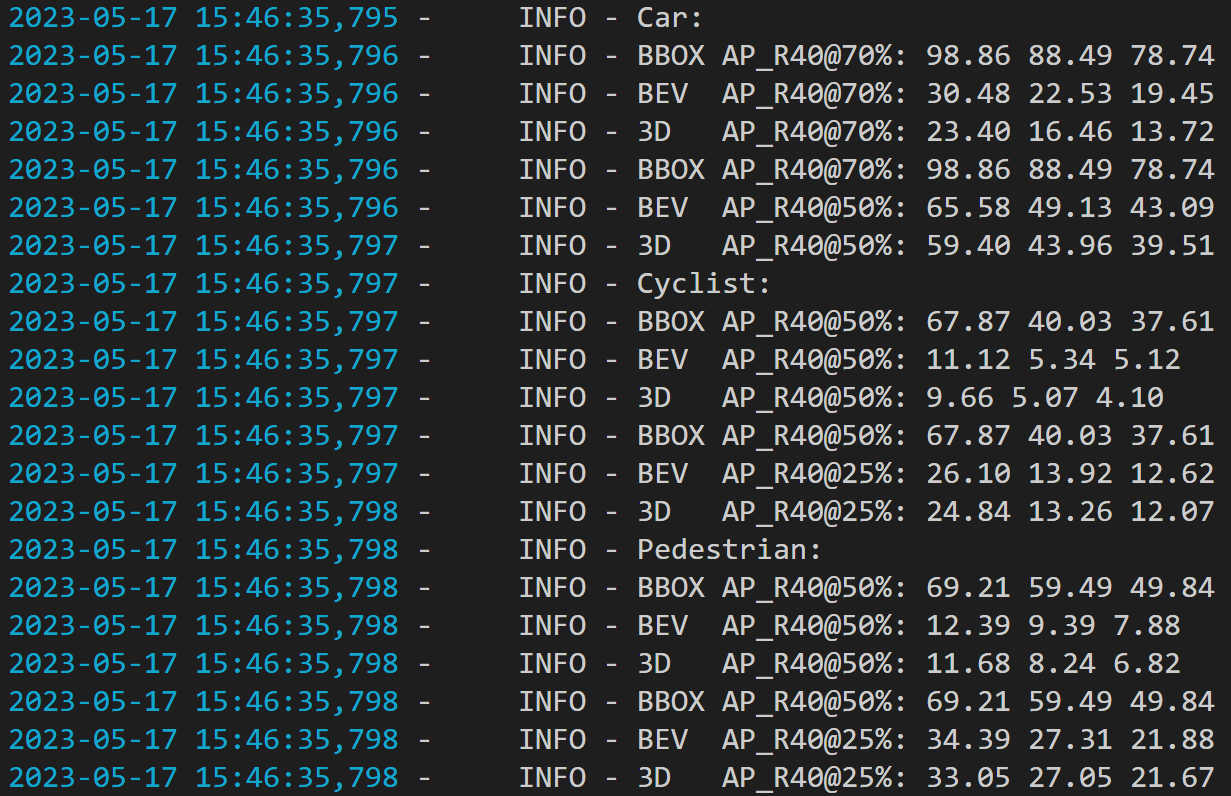 2023-05-17 15:46:35,795 -     INFO - Car:
2023-05-17 15:46:35,796 -     INFO - BBOX AP_R40@70%: 98.86 88.49 78.74
2023-05-17 15:46:35,796 -     INFO - BEV  AP_R40@70%: 30.48 22.53 19.45
2023-05-17 15:46:35,796 -     INFO - 3D   AP_R40@70%: 23.40 16.46 13.72
2023-05-17 15:46:35,796 -     INFO - BBOX AP_R40@70%: 98.86 88.49 78.74
2023-05-17 15:46:35,796 -     INFO - BEV  AP_R40@50%: 65.58 49.13 43.09
2023-05-17 15:46:35,797 -     INFO - 3D   AP_R40@50%: 59.40 43.96 39.51
2023-05-17 15:46:35,797 -     INFO - Cyclist:
2023-05-17 15:46:35,797 -     INFO - BBOX AP_R40@50%: 67.87 40.03 37.61
2023-05-17 15:46:35,797 -     INFO - BEV  AP_R40@50%: 11.12 5.34 5.12
2023-05-17 15:46:35,797 -     INFO - 3D   AP_R40@50%: 9.66 5.07 4.10
2023-05-17 15:46:35,797 -     INFO - BBOX AP_R40@50%: 67.87 40.03 37.61
2023-05-17 15:46:35,797 -     INFO - BEV  AP_R40@25%: 26.10 13.92 12.62
2023-05-17 15:46:35,798 -     INFO - 3D   AP_R40@25%: 24.84 13.26 12.07
2023-05-17 15:46:35,798 -     INFO - Pedestrian:
2023-05-17 15:46:35,798 -     INFO - BBOX AP_R40@50%: 69.21 59.49 49.84
2023-05-17 15:46:35,798 -     INFO - BEV  AP_R40@50%: 12.39 9.39 7.88
2023-05-17 15:46:35,798 -     INFO - 3D   AP_R40@50%: 11.68 8.24 6.82
2023-05-17 15:46:35,798 -     INFO - BBOX AP_R40@50%: 69.21 59.49 49.84
2023-05-17 15:46:35,798 -     INFO - BEV  AP_R40@25%: 34.39 27.31 21.88
2023-05-17 15:46:35,798 -     INFO - 3D   AP_R40@25%: 33.05 27.05 21.67